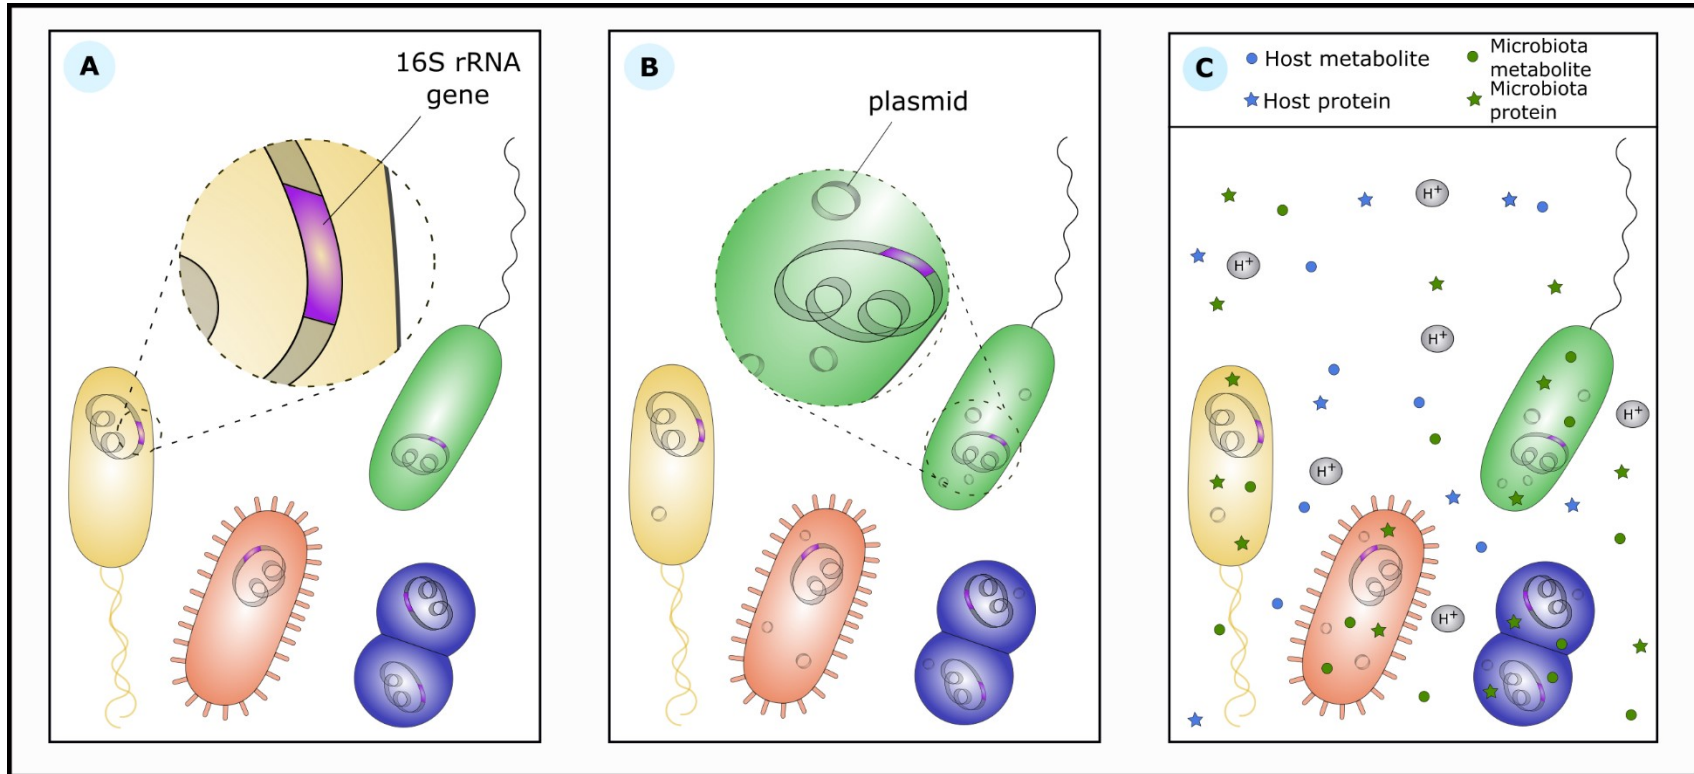 A
16S rRNA
gene
B
plasmid
C
Host metabolite
Microbiota
metabolite
Host protein
Microbiota
protein
H+
H+
H+
H+
H+
H+